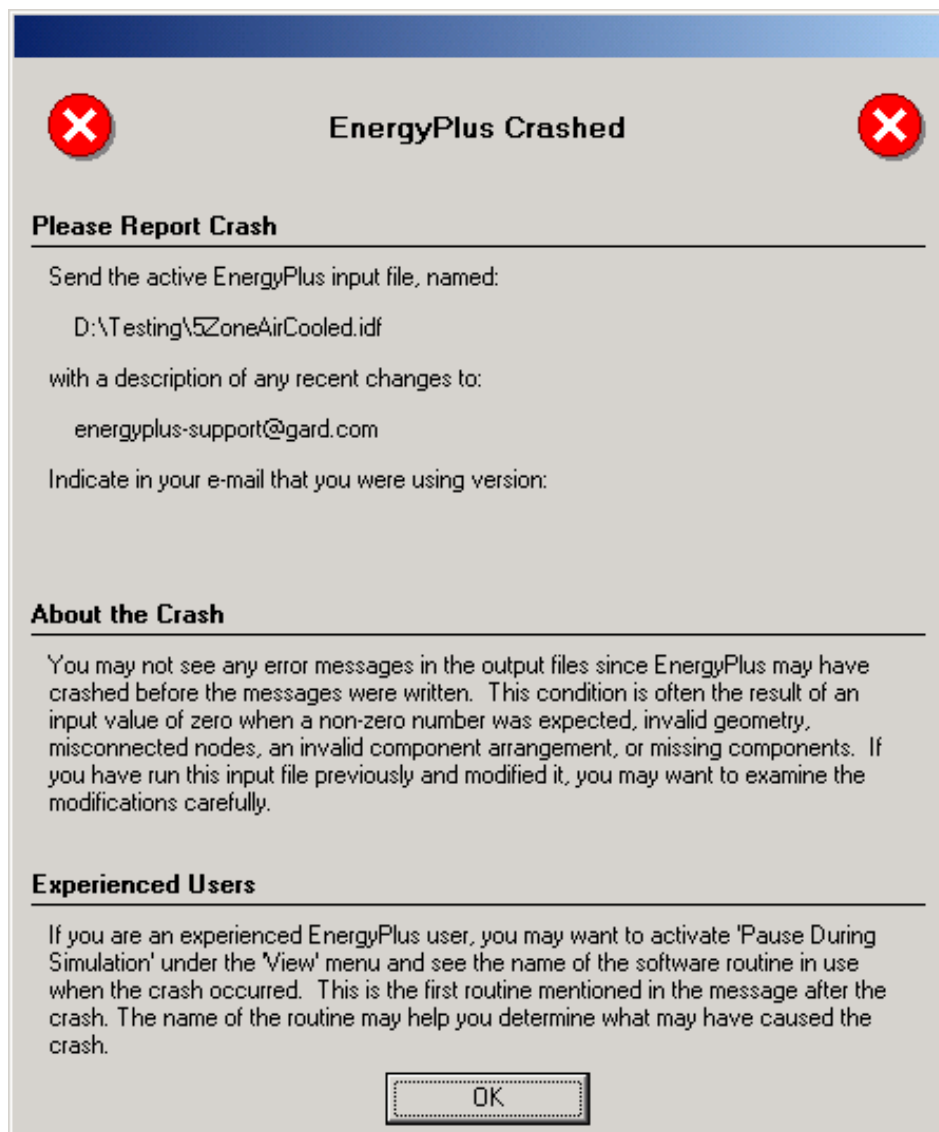 EnergyPlus Crashed
Please Report Crash
Send the active EnergyPlus input file, named:
D:\Testing\5ZoneAirCooled.idf
with a description of any recent changes to:
energyplus-support@gard.com
Indicate in your e-mail that you were using version:
About the Crash
You may not see any error messages in the output files since EnergyPlus may have
crashed before the messages were written.  This condition is often the result of an
input value of zero when a non-zero number was expected, invalid geometry,
misconnected nodes, an invalid component arrangement, or missing components.  If
you have run this input file previously and modified it, you may want to examine the
modifications carefully.
Experienced Users
If you are an experienced EnergyPlus user, you may want to activate 'Pause During
Simulation' under the 'View' menu and see the name of the software routine in use
when the crash occurred.  This is the first routine mentioned in the message after the
crash. The name of the routine may help you determine what may have caused the
crash.
OK